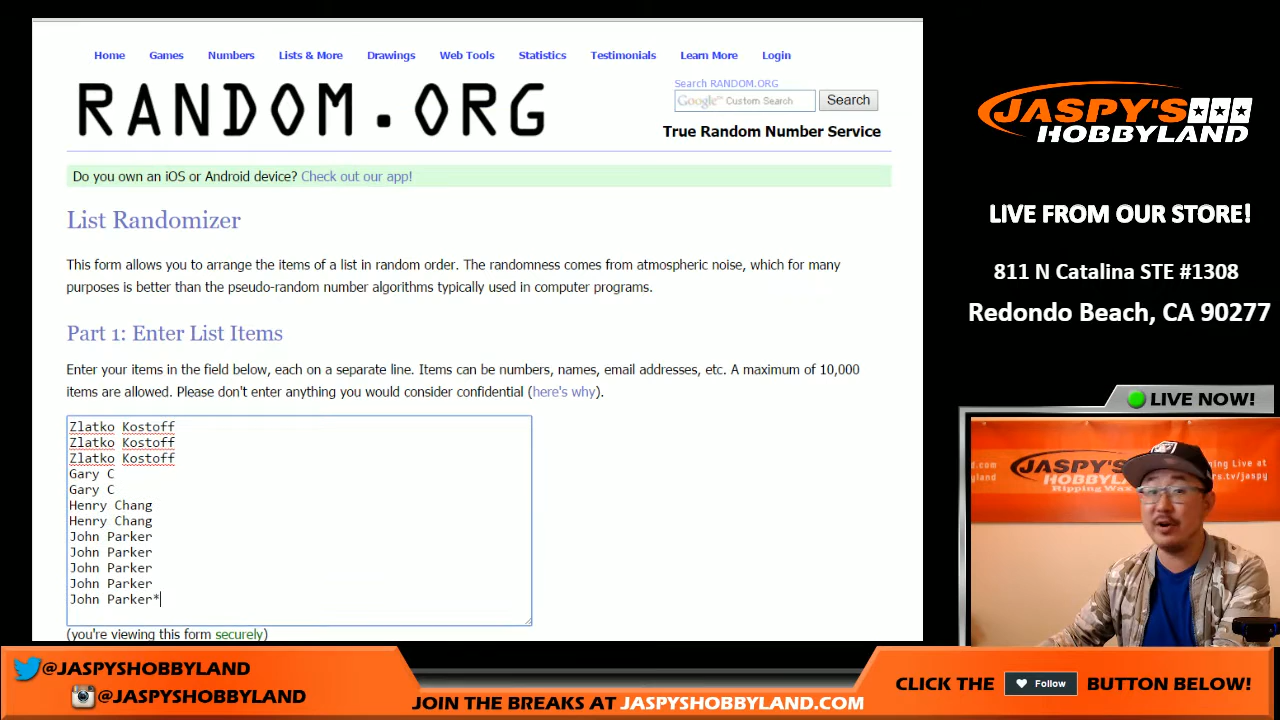 Home Games Numbers Lists & More Drawings Web Tools Statistics Testimonials Learn More Login
RANDOM.ORG
Search RANDOM.ORG
Google™ Custom Search Search
True Random Number Service
Do you own an iOS or Android device? Check out our app!
List Randomizer
This form allows you to arrange the items of a list in random order. The randomness comes from atmospheric noise, which for many
purposes is better than the pseudo-random number algorithms typically used in computer programs.
Part 1: Enter List Items
Enter your items in the field below, each on a separate line. Items can be numbers, names, email addresses, etc. A maximum of 10,000
items are allowed. Please don't enter anything you would consider confidential (here's why).
Zlatko Kostoff
Zlatko Kostoff
Zlatko Kostoff
Gary C
Gary C
Henry Chang
Henry Chang
John Parker
John Parker
John Parker
John Parker
John Parker*
(you're viewing this form securely)
JASPY'S
HOBBYLAND
LIVE FROM OUR STORE!
811 N Catalina STE #1308
Redondo Beach, CA 90277
LIVE NOW!
JASPY'S
HOBBYLAND
Ripping Wax
@JASPYSHOBBYLAND
@JASPYSHOBBYLAND
JOIN THE BREAKS AT JASPYSHOBBYLAND.COM
CLICK THE Follow BUTTON BELOW!